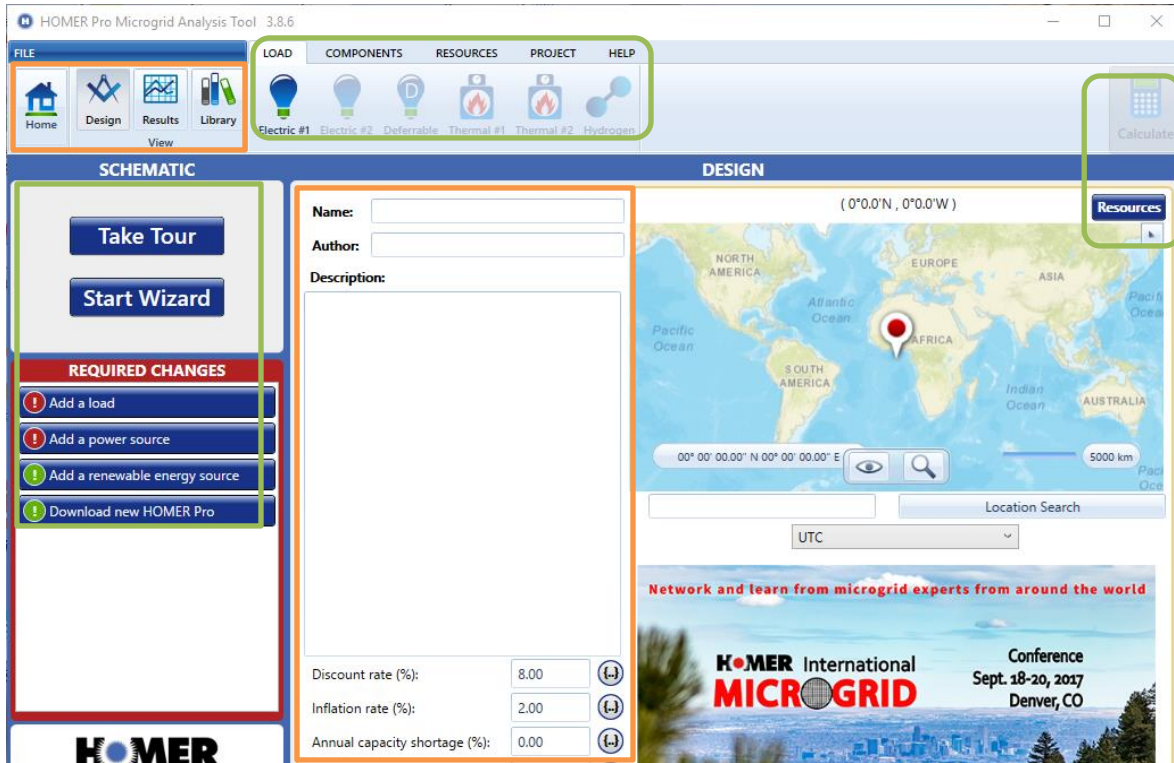 HOMER Pro Microgrid Analysis Tool 3.8.6
FILE
LOAD COMPONENTS RESOURCES PROJECT HELP
Home
Design
Results
Library
View
Electric #1
Electric #2
Deferrable
Thermal #1
Thermal #2
Hydrogen
Calculate
SCHEMATIC
DESIGN
Take Tour
Start Wizard
REQUIRED CHANGES
! Add a load
! Add a power source
! Add a renewable energy source
! Download new HOMER Pro
HOMER
Name:
Author:
Description:
Discount rate (%): 8.00 {..}
Inflation rate (%): 2.00 {..}
Annual capacity shortage (%): 0.00 {..}
( 0°0.0'N , 0°0.0'W )
Resources
NORTH
AMERICA
EUROPE
ASIA
Atlantic
Ocean
Pacific
Ocean
AFRICA
SOUTH
AMERICA
Indian
Ocean
AUSTRALIA
00° 00' 00.00" N 00° 00' 00.00" E
5000 km
Location Search
UTC
Network and learn from microgrid experts from around the world
HOMER International
MICROGRID
Conference
Sept. 18-20, 2017
Denver, CO